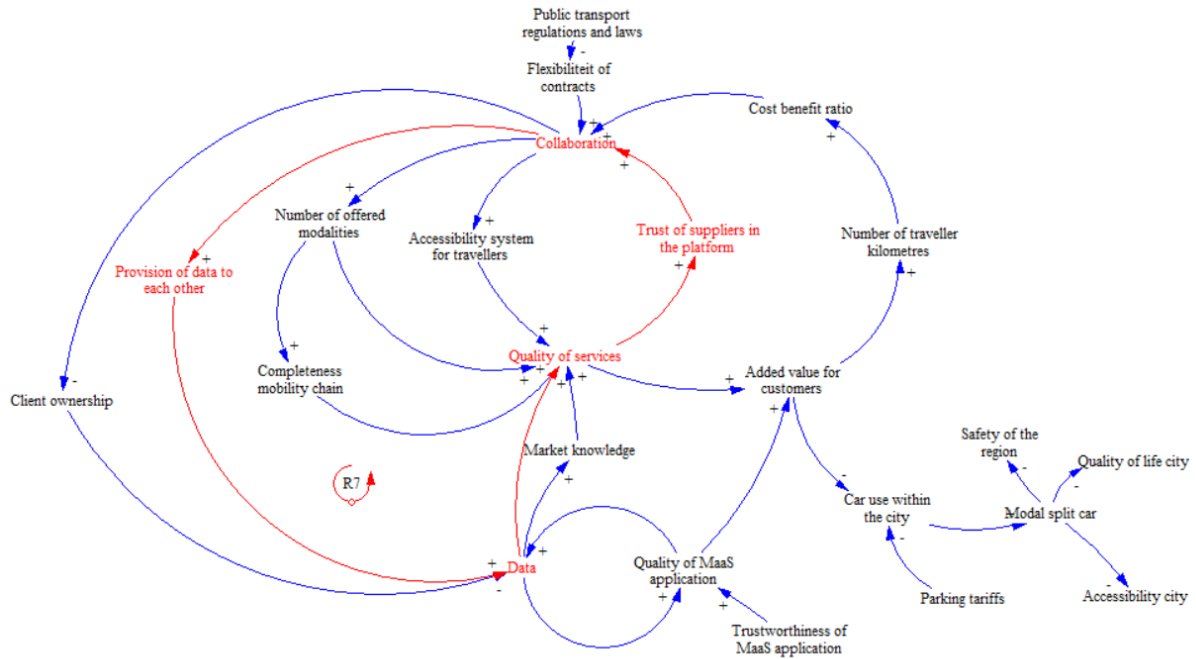 Public transport
regulations and laws
-
Flexibiliteit of
contracts
Cost benefit ratio
+
+
+
Collaboration
+
+
Number of offered
modalities
+
Accessibility system
for travellers
Trust of suppliers in
the platform
Number of traveller
kilometres
+
+
+
Provision of data to
each other
+
+
Quality of services
+
+
+
+
+
Completeness
mobility chain
+
Added value for
customers
+
-
Client ownership
Market knowledge
+
Safety of the
region
-
Quality of life city
-
-
Car use within
the city
-
Modal split car
-
R7
+
Data
-
+
Quality of MaaS
application
+
+
Parking tariffs
-
Accessibility city
Trustworthiness of
MaaS application